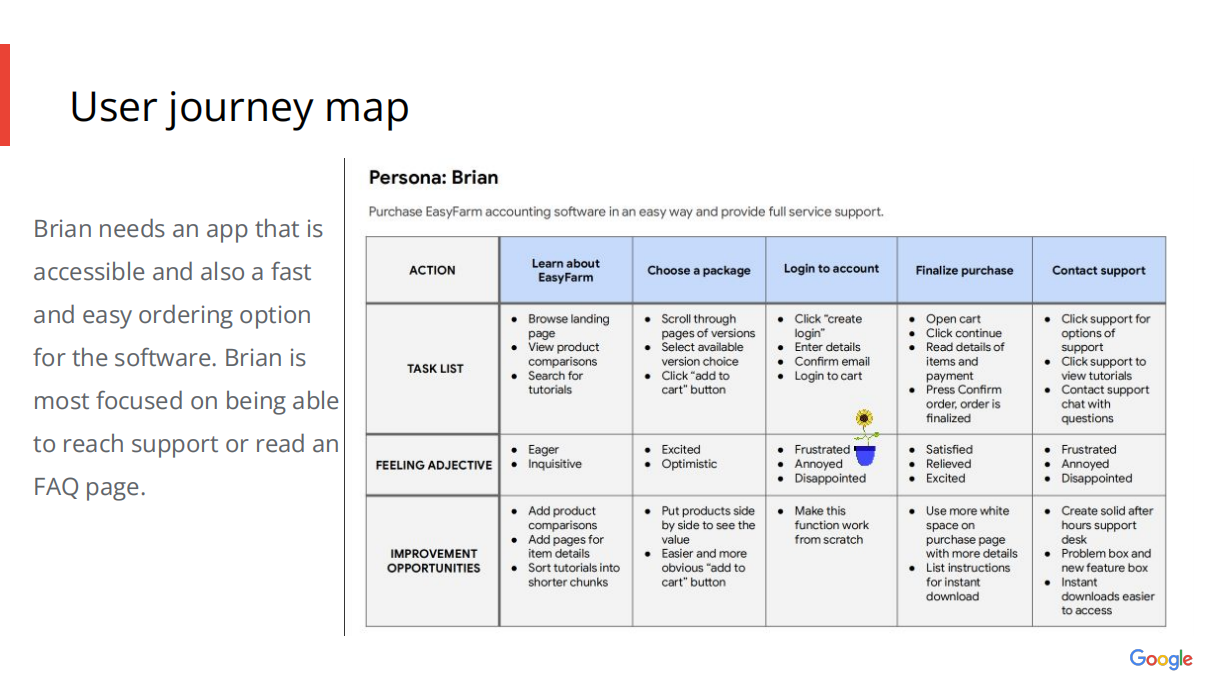 User journey map
Brian needs an app that is
accessible and also a fast
and easy ordering option
for the software. Brian is
most focused on being able
to reach support or read an
FAQ page.
Persona: Brian
Purchase EasyFarm accounting software in an easy way and provide full service support.
ACTION
Learn about
EasyFarm
Choose a package
Login to account
Finalize purchase
Contact support
TASK LIST
● Browse landing
page
● View product
comparisons
● Search for
tutorials
● Scroll through
pages of versions
● Select available
version choice
● Click “add to
cart” button
● Click “create
login”
● Enter details
● Confirm email
● Login to cart
● Open cart
● Click continue
● Read details of
items and
payment
● Press Confirm
order, order is
finalized
● Click support for
options of
support
● Click support to
view tutorials
● Contact support
chat with
questions
FEELING ADJECTIVE
● Eager
● Inquisitive
● Excited
● Optimistic
● Frustrated
● Annoyed
● Disappointed
● Satisfied
● Relieved
● Excited
● Frustrated
● Annoyed
● Disappointed
IMPROVEMENT
OPPORTUNITIES
● Add product
comparisons
● Add pages for
item details
● Sort tutorials into
shorter chunks
● Put products side
by side to see the
value
● Easier and more
obvious “add to
cart” button
● Make this
function work
from scratch
● Use more white
space on
purchase page
with more details
● List instructions
for instant
download
● Create solid after
hours support
desk
● Problem box and
new feature box
● Instant
downloads easier
to access
Google